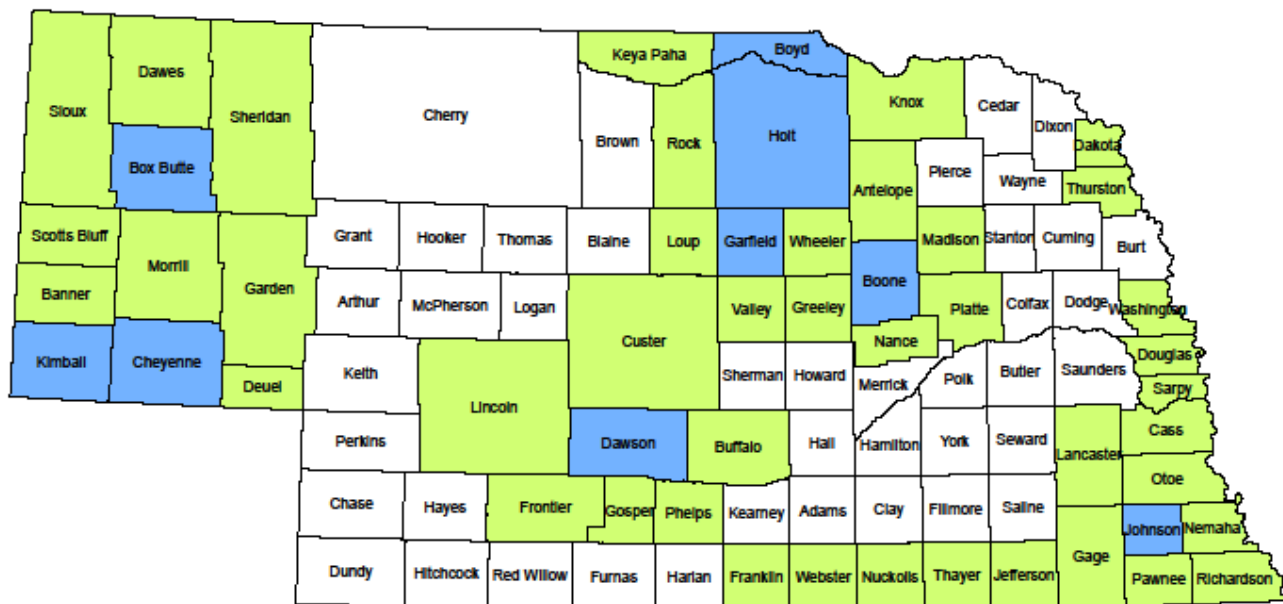 Keya Paha
Boyd
Dawes
Sioux
Sheridan
Cherry
Knox
Cedar
Dixon
Brown
Rock
Holt
Dakota
Box Butte
Pierce
Wayne
Thurston
Antelope
Scotts Bluff
Grant
Hooker
Thomas
Blaine
Loup
Garfield
Wheeler
Madison
Stanton
Cuming
Burt
Morrill
Banner
Garden
Arthur
McPherson
Logan
Valley
Greeley
Boone
Platte
Colfax
Dodge
Washington
Custer
Nance
Kimball
Cheyenne
Deuel
Keith
Sherman
Howard
Merrick
Polk
Butler
Saunders
Douglas
Sarpy
Lincoln
Perkins
Dawson
Buffalo
Hall
Hamilton
York
Seward
Lancaster
Cass
Otoe
Chase
Hayes
Frontier
Gosper
Phelps
Kearney
Adams
Clay
Fillmore
Saline
Johnson
Nemaha
Gage
Dundy
Hitchcock
Red Willow
Furnas
Harlan
Franklin
Webster
Nuckolls
Thayer
Jefferson
Pawnee
Richardson